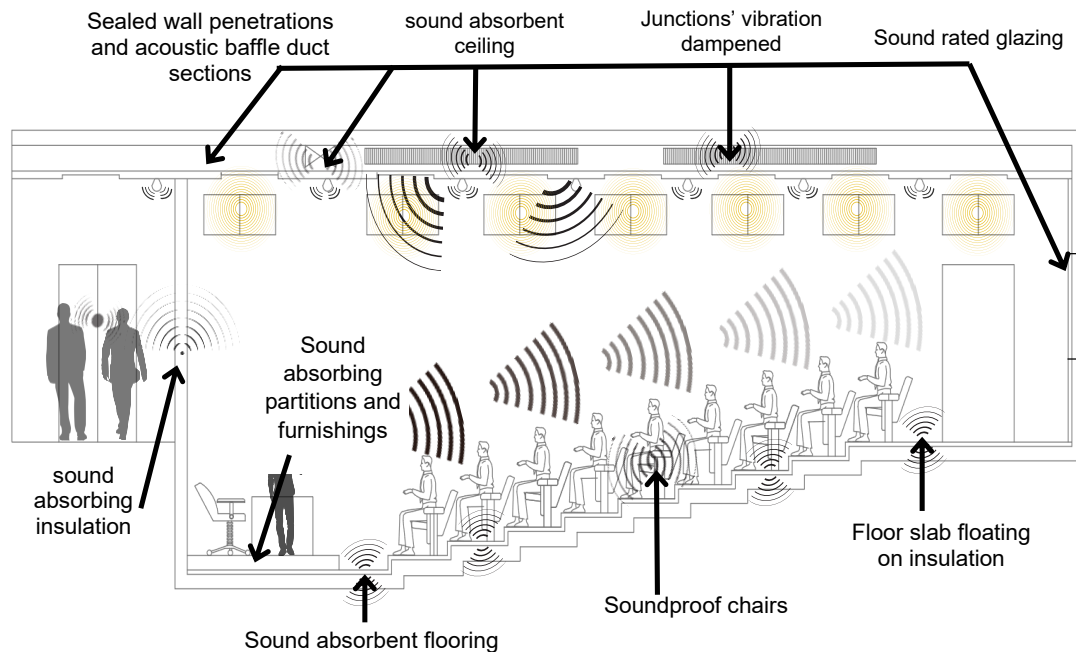 Sealed wall penetrations
and acoustic baffle duct
sections
sound absorbent
ceiling
Junctions’ vibration
dampened
Sound rated glazing
Sound
absorbing
partitions and
furnishings
sound
absorbing
insulation
Floor slab floating
on insulation
Soundproof chairs
Sound absorbent flooring